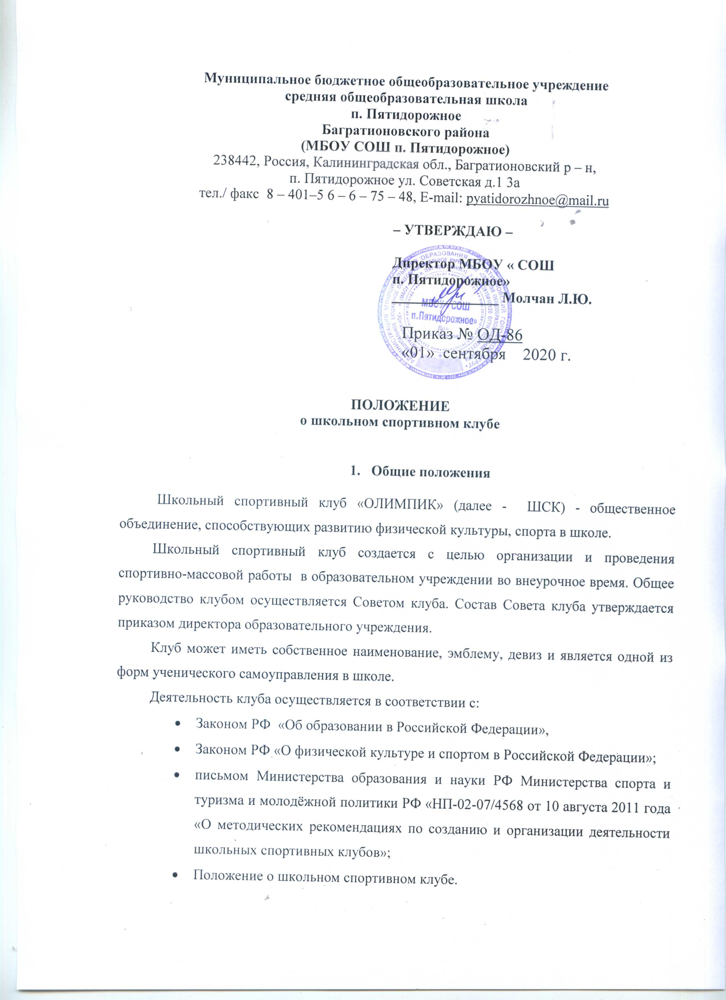 Муниципальное бюджетное общеобразовательное учреждение
средняя общеобразовательная школа
п. Пятидорожное
Багратионовского района
(МБОУ СОШ п. Пятидорожное)
238442, Россия, Калининградская обл., Багратионовский р – н,
п. Пятидорожное ул. Советская д.1 3а
тел./ факс 8 – 401–5 6 – 6 – 75 – 48, E-mail: pyatidorozhnoe@mail.ru
– УТВЕРЖДАЮ –
Директор МБОУ « СОШ
п. Пятидорожное»
Молчан Л.Ю.
МБОУ «СОШ
п.Пятидорожное»
Приказ № ОД-86
«01» сентября 2020 г.
ПОЛОЖЕНИЕ
о школьном спортивном клубе
1. Общие положения
Школьный спортивный клуб «ОЛИМПИК» (далее - ШСК) - общественное
объединение, способствующих развитию физической культуры, спорта в школе.
Школьный спортивный клуб создается с целью организации и проведения
спортивно-массовой работы в образовательном учреждении во внеурочное время. Общее
руководство клубом осуществляется Советом клуба. Состав Совета клуба утверждается
приказом директора образовательного учреждения.
Клуб может иметь собственное наименование, эмблему, девиз и является одной из
форм ученического самоуправления в школе.
Деятельность клуба осуществляется в соответствии с:
• Законом РФ «Об образовании в Российской Федерации»,
• Законом РФ «О физической культуре и спортом в Российской Федерации»;
• письмом Министерства образования и науки РФ Министерства спорта и
туризма и молодёжной политики РФ «НП-02-07/4568 от 10 августа 2011 года
«О методических рекомендациях по созданию и организации деятельности
школьных спортивных клубов»;
• Положение о школьном спортивном клубе.